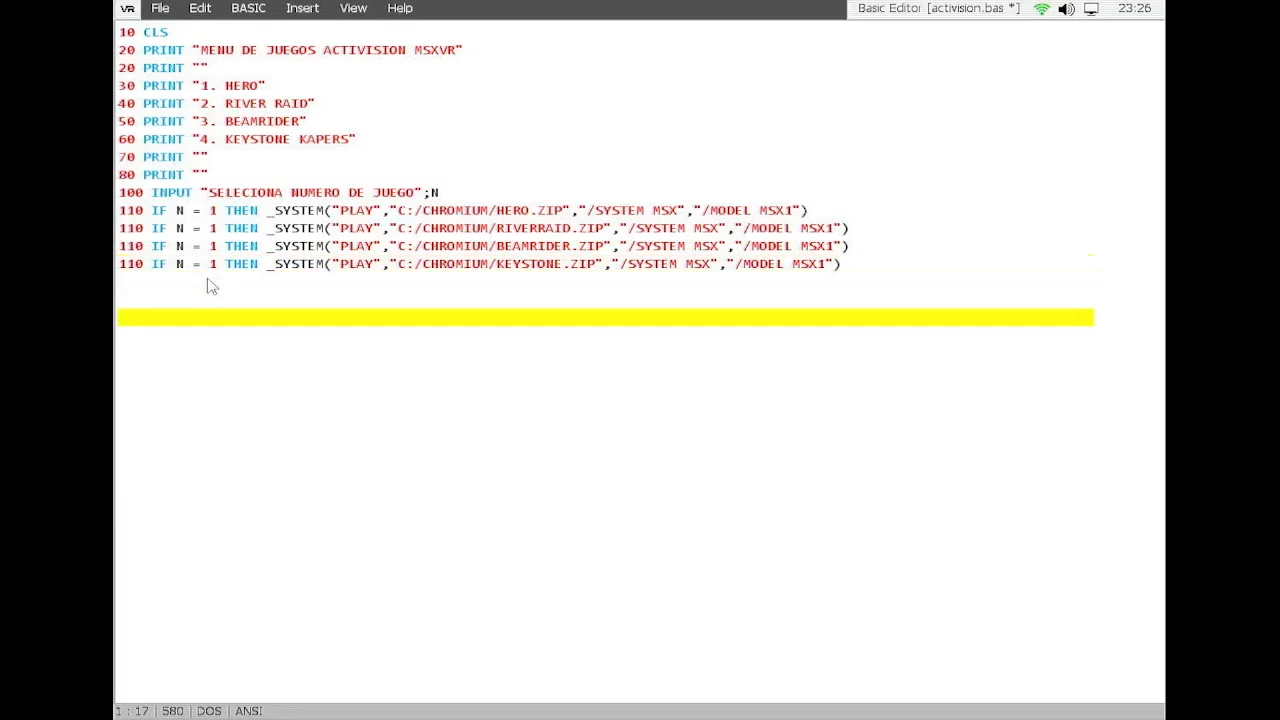 VR File Edit BASIC Insert View Help Basic Editor [activision.bas *] 23:26
10 CLS
20 PRINT "MENU DE JUEGOS ACTIVISION MSXVR"
20 PRINT ""
30 PRINT "1. HERO"
40 PRINT "2. RIVER RAID"
50 PRINT "3. BEAMRIDER"
60 PRINT "4. KEYSTONE KAPERS"
70 PRINT ""
80 PRINT ""
100 INPUT "SELECIONA NUMERO DE JUEGO";N
110 IF N = 1 THEN _SYSTEM("PLAY","C:/CHROMIUM/HERO.ZIP","/SYSTEM MSX","/MODEL MSX1")
110 IF N = 1 THEN _SYSTEM("PLAY","C:/CHROMIUM/RIVERRAID.ZIP","/SYSTEM MSX","/MODEL MSX1")
110 IF N = 1 THEN _SYSTEM("PLAY","C:/CHROMIUM/BEAMRIDER.ZIP","/SYSTEM MSX","/MODEL MSX1")
110 IF N = 1 THEN _SYSTEM("PLAY","C:/CHROMIUM/KEYSTONE.ZIP","/SYSTEM MSX","/MODEL MSX1")
1 : 17 | 580 | DOS | ANSI